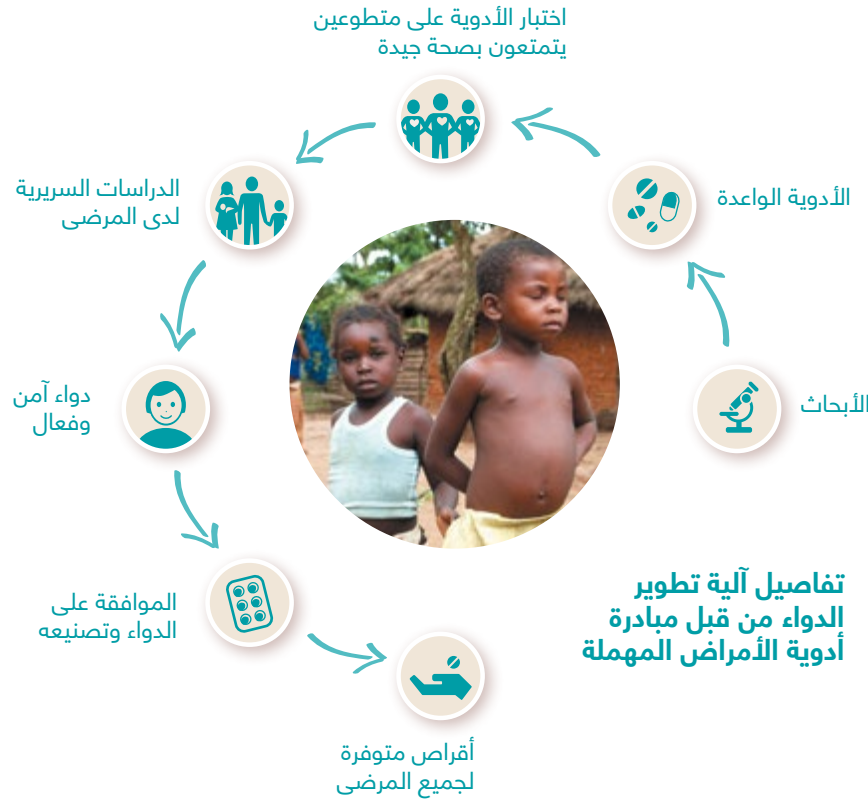 اختبار الأدوية على متطوعين
يتمتعون بصحة جيدة
الأدوية الواعدة
الدراسات السريرية
لدى المرضى
دواء آمن
وفعال
الأبحاث
الموافقة على
الدواء وتصنيعه
تفاصيل آلية تطوير
الدواء من قبل مبادرة
أدوية الأمراض المهملة
أقراص متوفرة
لجميع المرضى